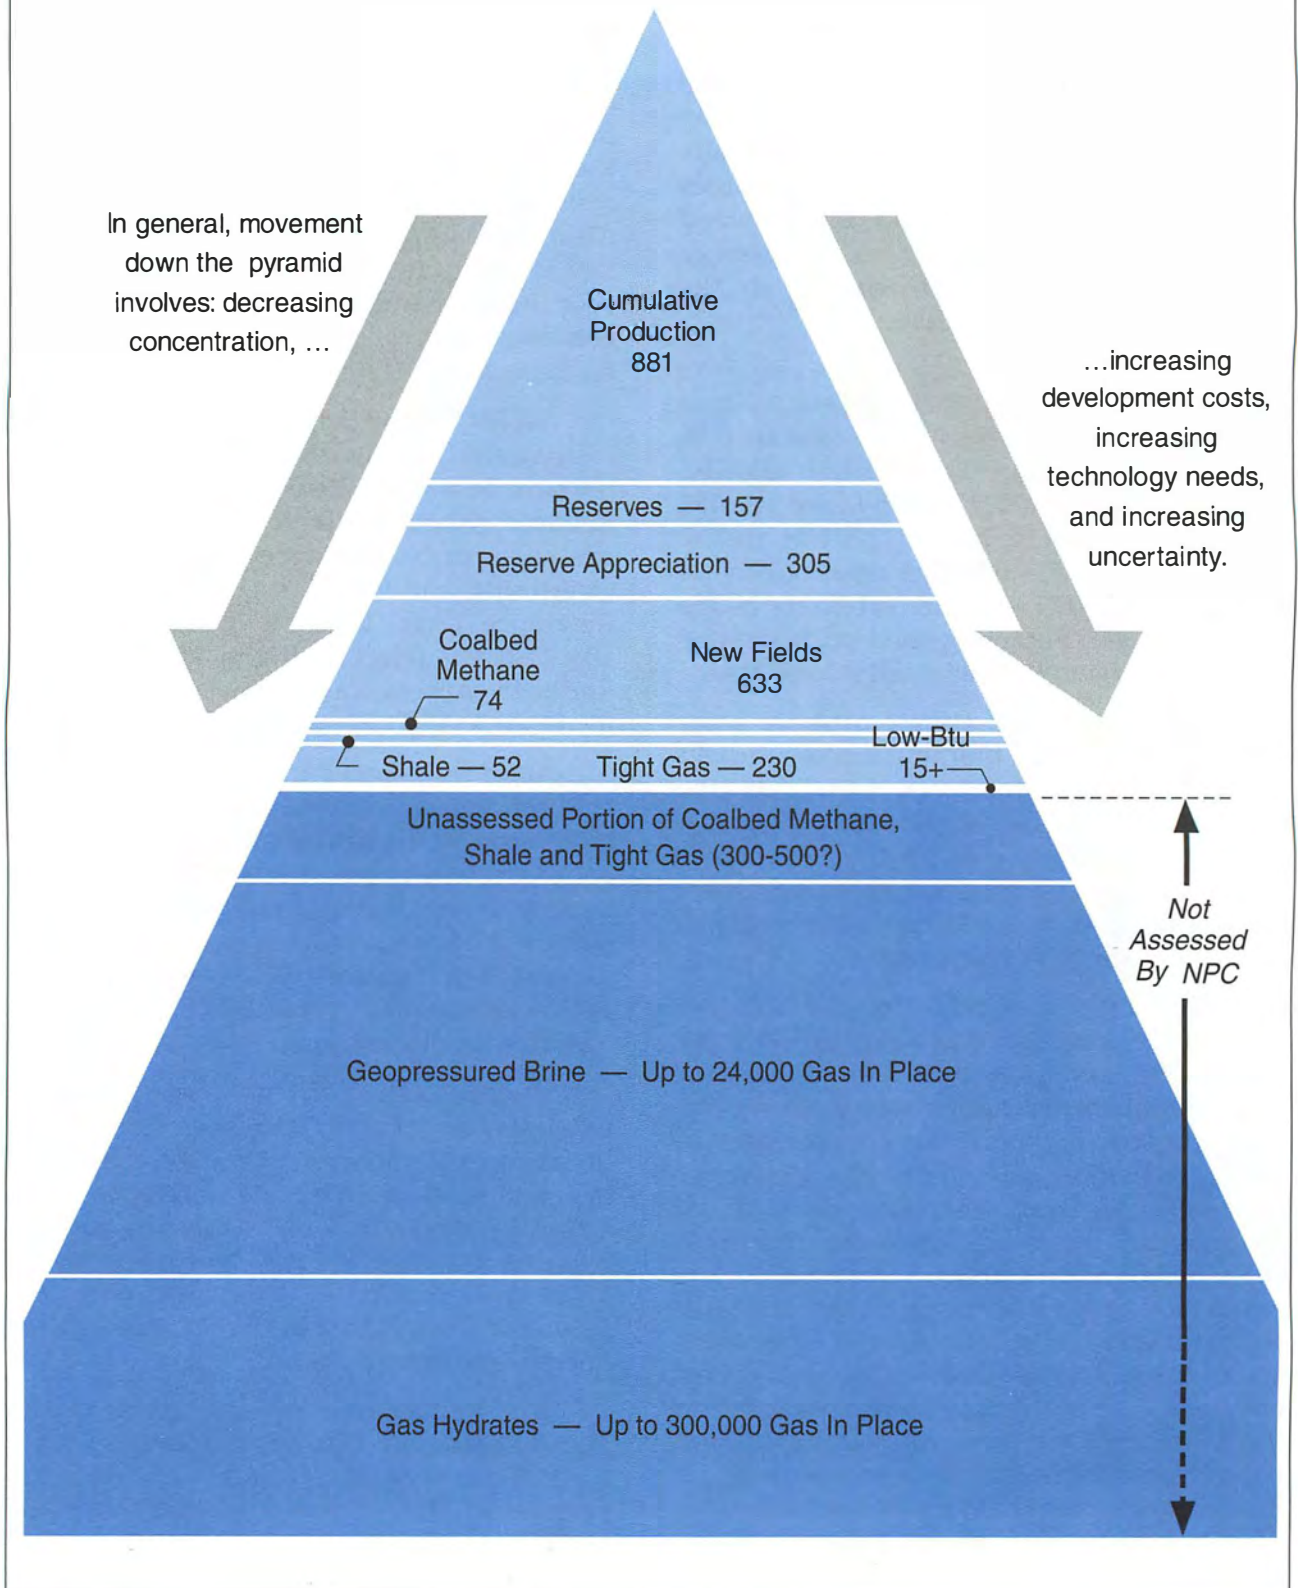 In general, movement
down the pyramid
involves: decreasing
concentration, ...
...increasing
development costs,
increasing
technology needs,
and increasing
uncertainty.
Cumulative
Production
881
Reserves — 157
Reserve Appreciation — 305
Coalbed
Methane
74
New Fields
633
Low-Btu
15+
Shale — 52
Tight Gas — 230
Unassessed Portion of Coalbed Methane,
Shale and Tight Gas (300-500?)
Not
Assessed
By NPC
Geopressured Brine — Up to 24,000 Gas In Place
Gas Hydrates — Up to 300,000 Gas In Place